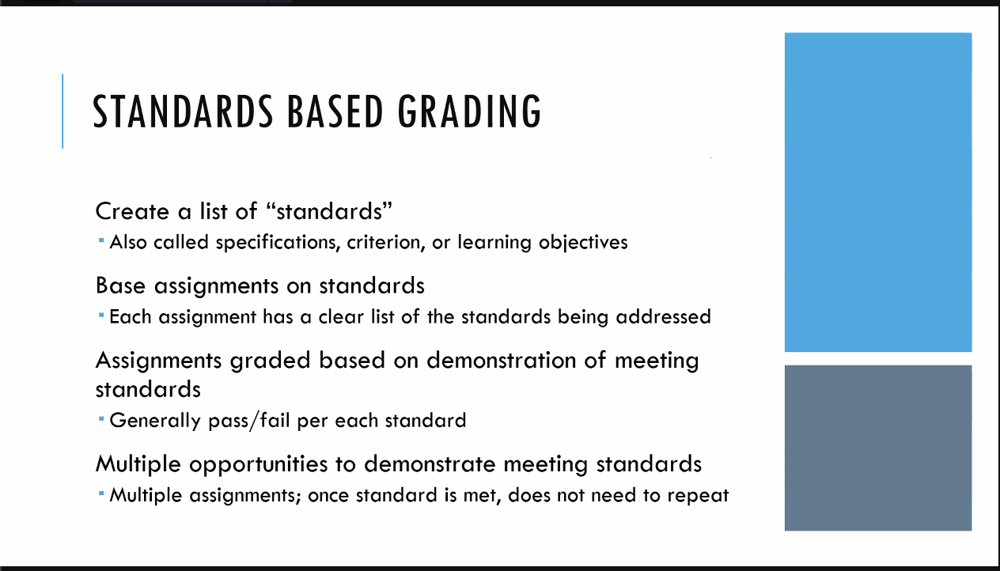 STANDARDS BASED GRADING
Create a list of “standards”
▪ Also called specifications, criterion, or learning objectives
Base assignments on standards
▪ Each assignment has a clear list of the standards being addressed
Assignments graded based on demonstration of meeting
standards
▪ Generally pass/fail per each standard
Multiple opportunities to demonstrate meeting standards
▪ Multiple assignments; once standard is met, does not need to repeat